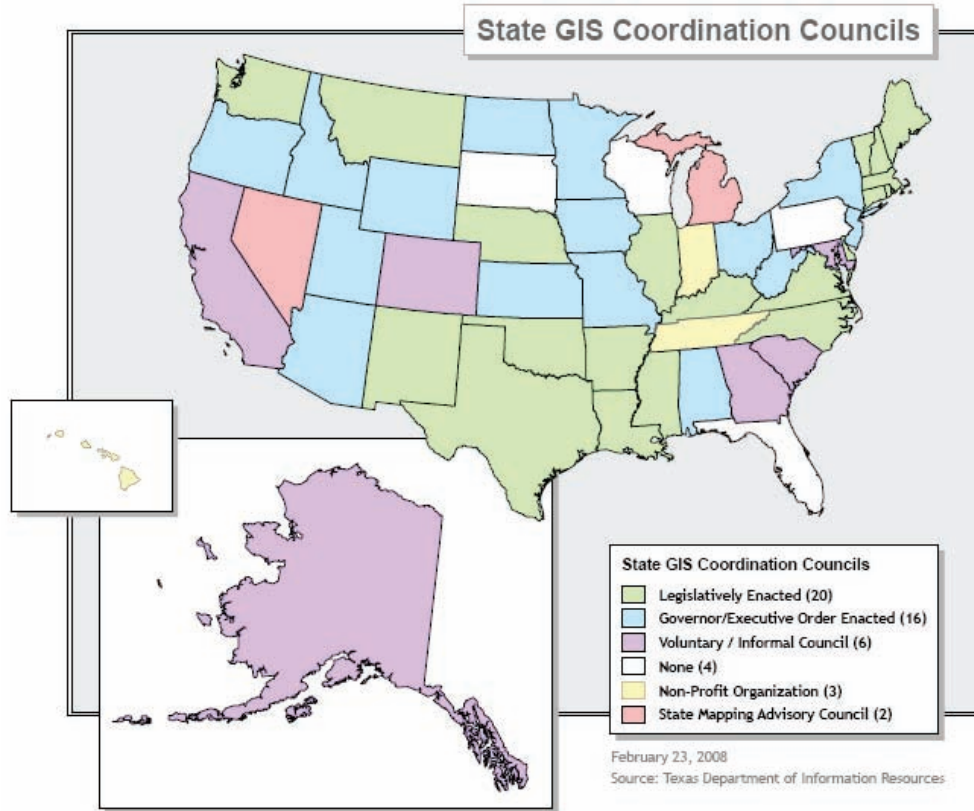 State GIS Coordination Councils
State GIS Coordination Councils
Legislatively Enacted (20)
Governor/Executive Order Enacted (16)
Voluntary / Informal Council (6)
None (4)
Non-Profit Organization (3)
State Mapping Advisory Council (2)
February 23, 2008
Source: Texas Department of Information Resources